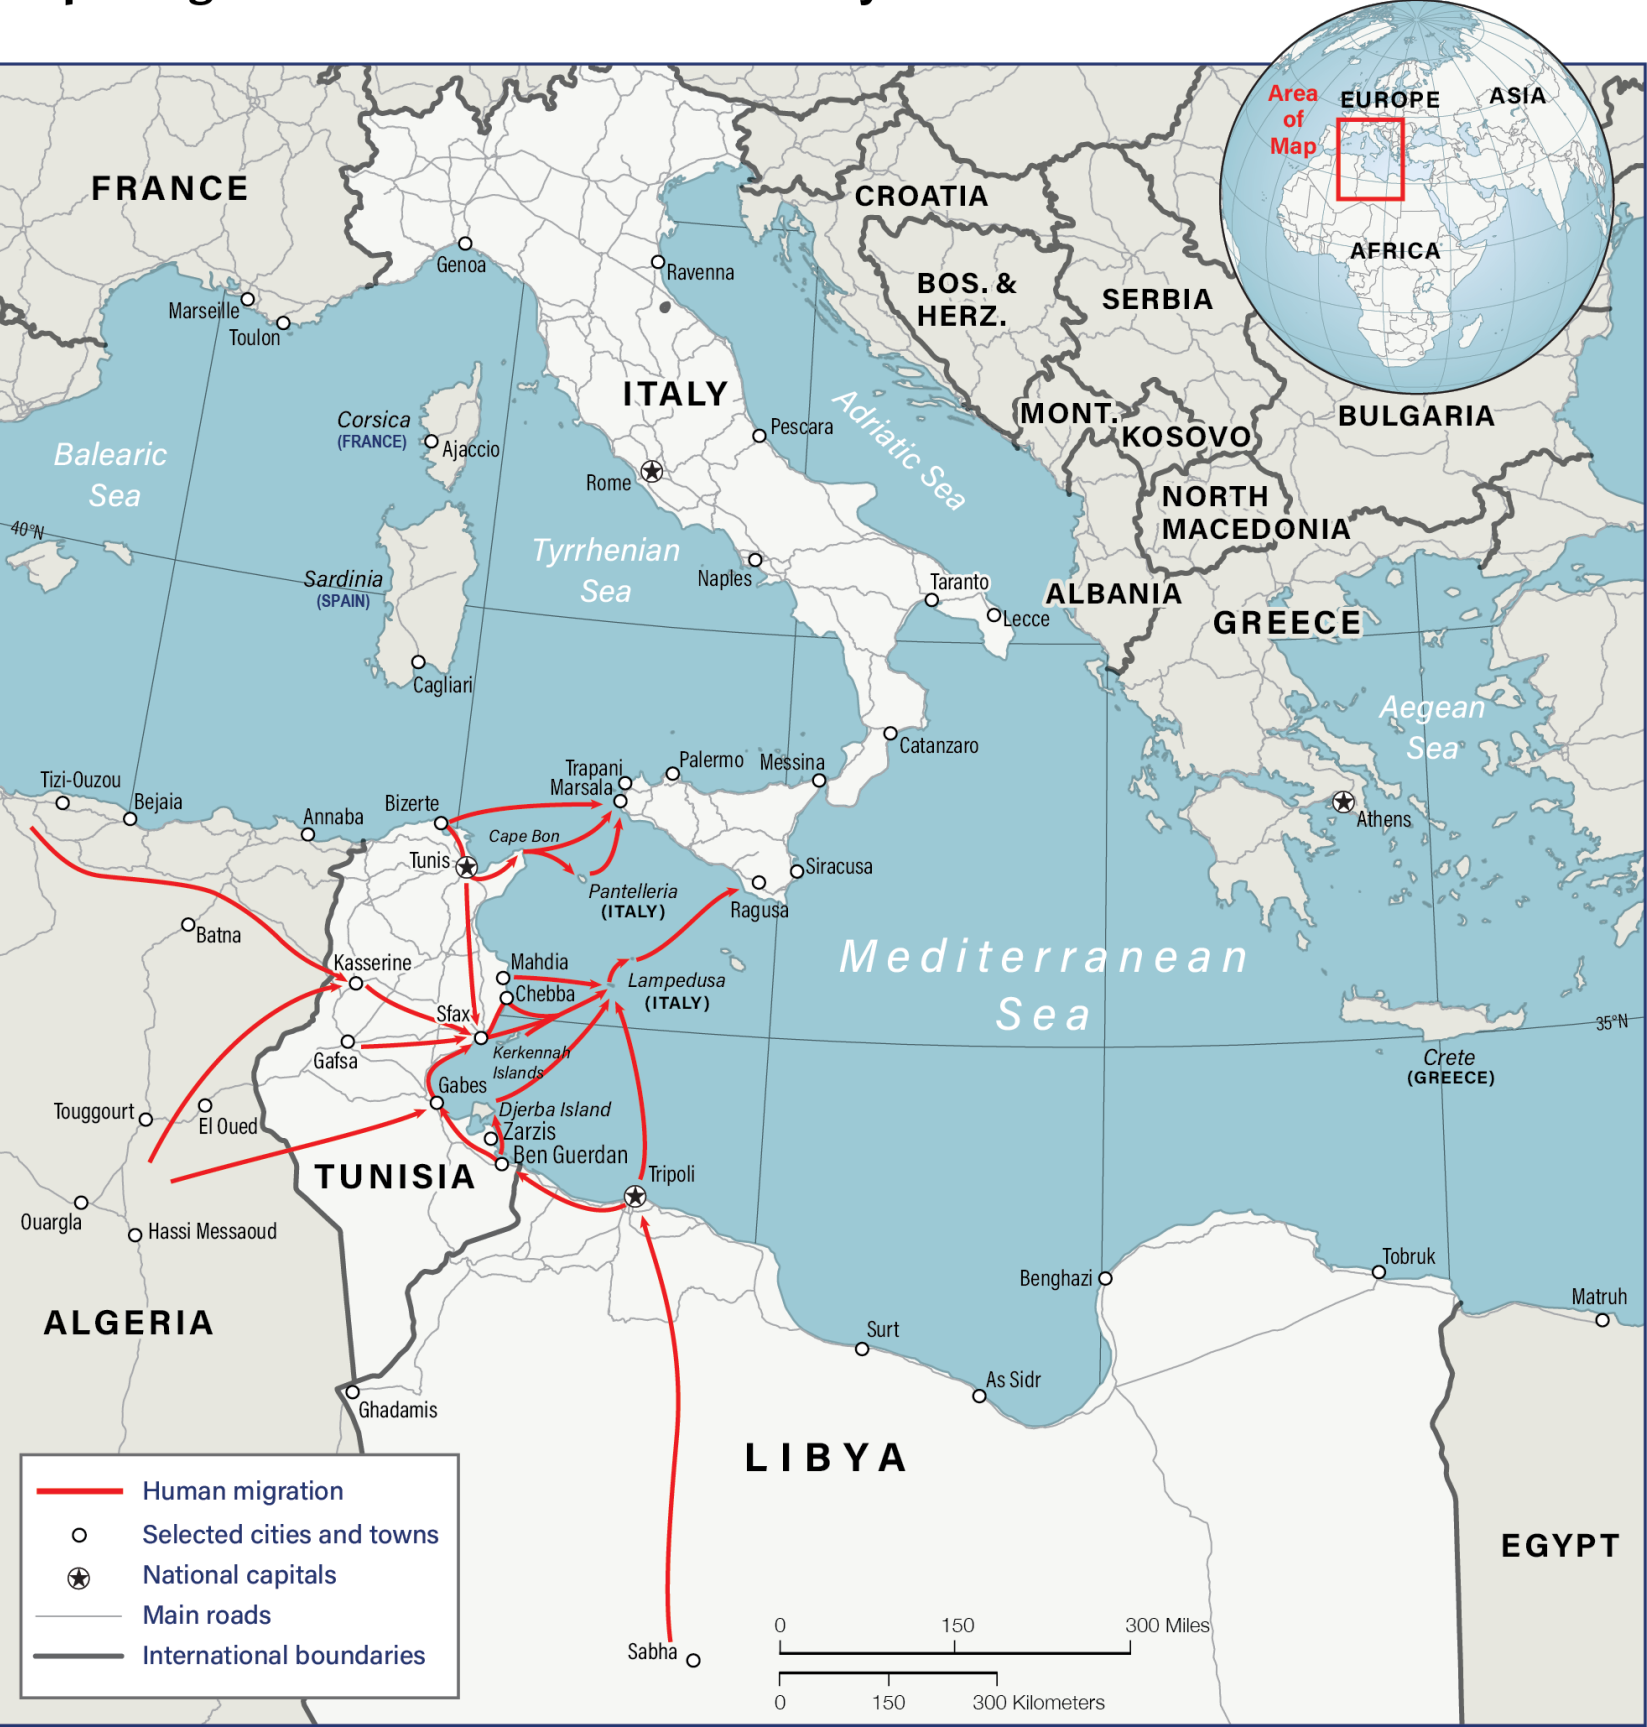 Area
of
Map
EUROPE
ASIA
AFRICA
FRANCE
CROATIA
BOS. &
HERZ.
SERBIA
Genoa
Ravenna
Marseille
Toulon
ITALY
MONT.
KOSOVO
BULGARIA
Corsica
(FRANCE)
Ajaccio
Pescara
Adriatic Sea
Balearic
Sea
Rome
NORTH
MACEDONIA
40°N
Tyrrhenian
Sea
Sardinia
(SPAIN)
Naples
Taranto
Lecce
ALBANIA
GREECE
Cagliari
Aegean
Sea
Catanzaro
Tizi-Ouzou
Bejaia
Annaba
Bizerte
Trapani
Marsala
Palermo
Messina
Athens
Cape Bon
Tunis
Pantelleria
(ITALY)
Siracusa
Ragusa
Batna
Kasserine
Mahdia
Chebba
Lampedusa
(ITALY)
Mediterranean
Sea
Sfax
Gafsa
Kerkennah
Islands
35°N
Crete
(GREECE)
Gabes
Touggourt
El Oued
Djerba Island
Zarzis
Ben Guerdan
TUNISIA
Tripoli
Ouargla
Hassi Messaoud
Benghazi
Tobruk
Matruh
ALGERIA
Surt
As Sidr
Ghadamis
LIBYA
EGYPT
Human migration
Selected cities and towns
National capitals
Main roads
International boundaries
Sabha
0
150
300 Miles
0
150
300 Kilometers